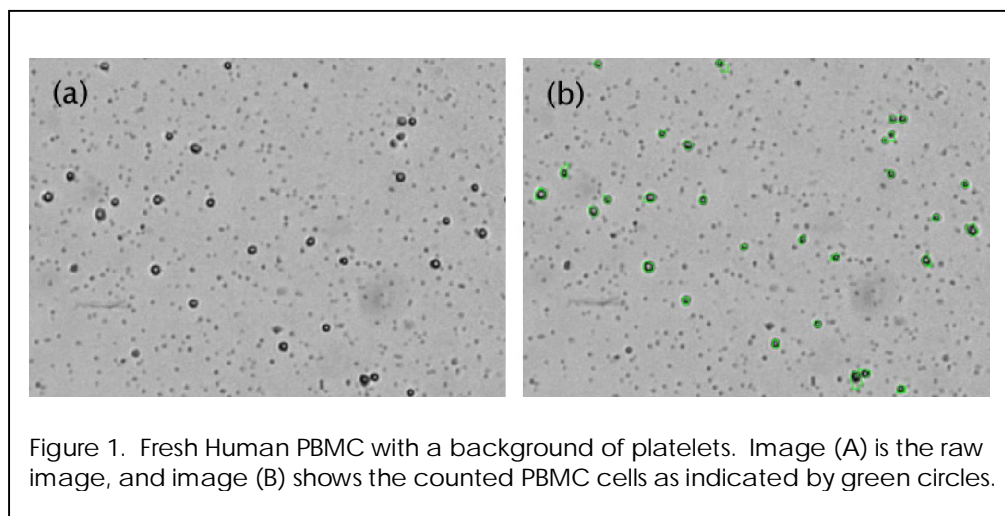 (a)
(b)
Figure 1. Fresh Human PBMC with a background of platelets. Image (A) is the raw
image, and image (B) shows the counted PBMC cells as indicated by green circles.